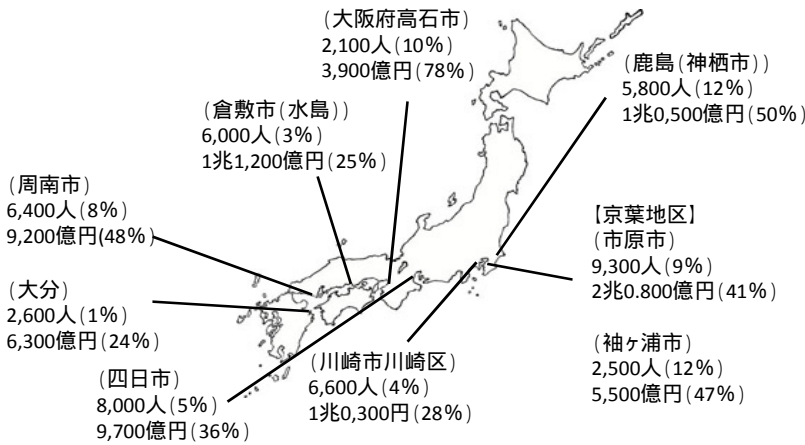 (大阪府高石市)
2,100人(10%)
3,900億円(78%)
(鹿島(神栖市))
5,800人(12%)
1兆0,500億円(50%)
(倉敷市(水島))
6,000人(3%)
1兆1,200億円(25%)
(周南市)
6,400人(8%)
9,200億円(48%)
【京葉地区】
(市原市)
9,300人(9%)
2兆0.800億円(41%)
(大分)
2,600人(1%)
6,300億円(24%)
(袖ヶ浦市)
2,500人(12%)
5,500億円(47%)
(川崎市川崎区)
6,600人(4%)
1兆0,300円(28%)
(四日市)
8,000人(5%)
9,700億円(36%)